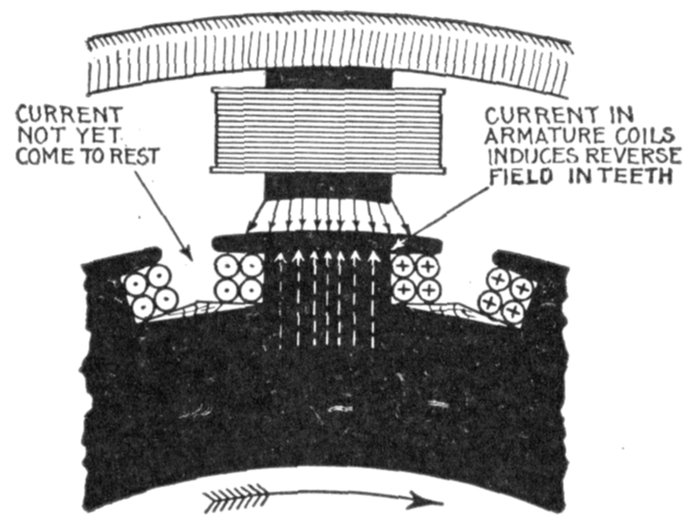 CURRENT
NOT YET
COME TO REST
CURRENT IN
ARMATURE COILS
INDUCES REVERSE
FIELD IN TEETH